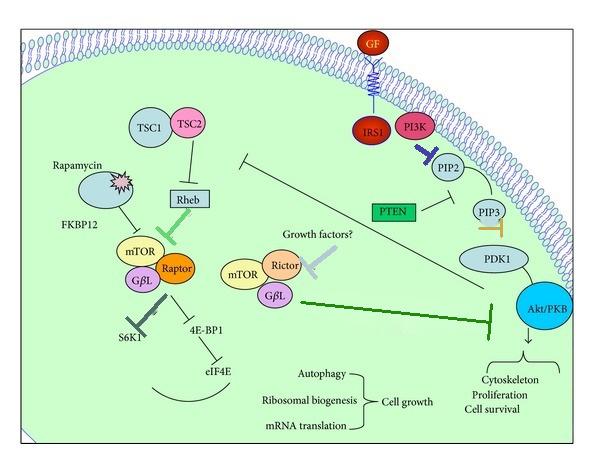 GF
IRS1
PI3K
TSC1
TSC2
PIP2
Rapamycin
Rheb
PTEN
PIP3
FKBP12
Growth factors?
mTOR
Raptor
GβL
mTOR
Rictor
GβL
PDK1
Akt/PKB
S6K1
4E-BP1
eIF4E
Autophagy
Ribosomal biogenesis
mRNA translation
Cell growth
Cytoskeleton
Proliferation
Cell survival